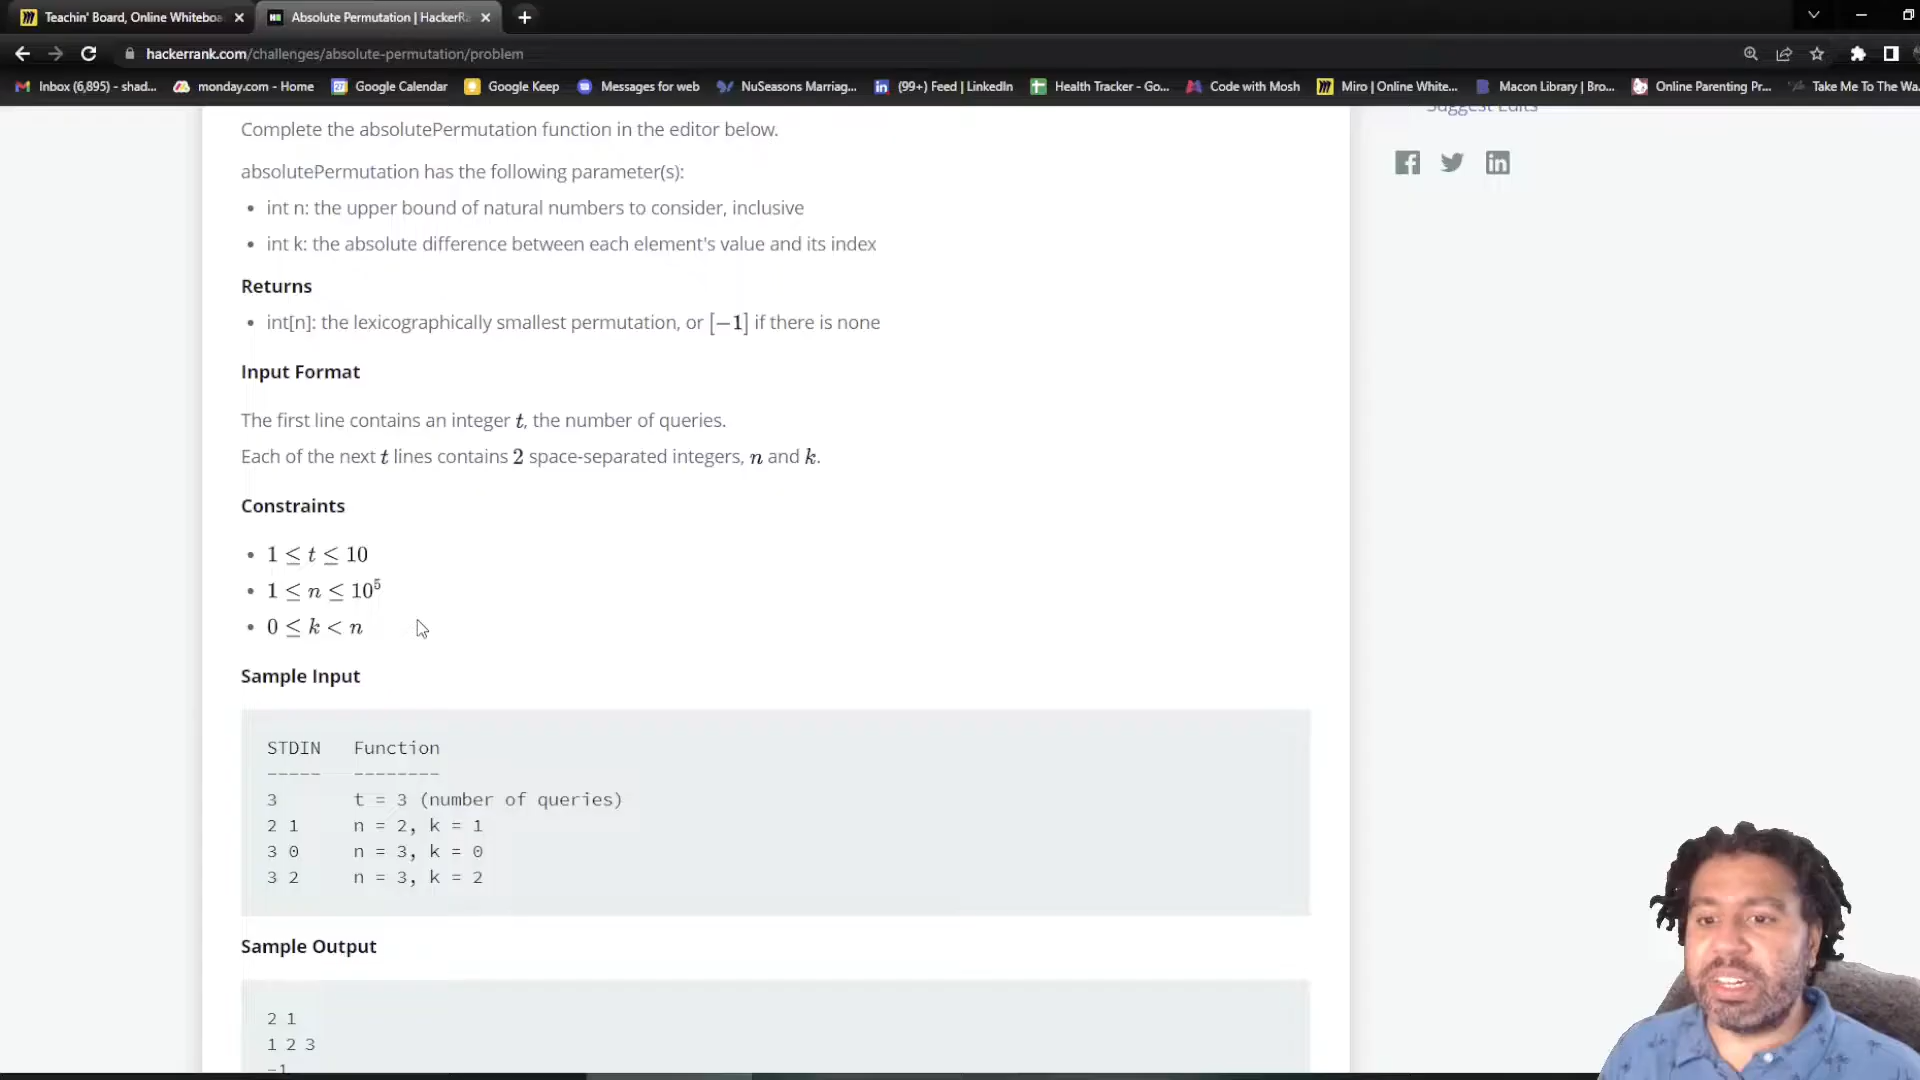 Teachin' Board, Online Whitebo
Absolute Permutation | HackerRa
hackerrank.com/challenges/absolute-permutation/problem
Inbox (6,895) - shad...
monday.com - Home
Google Calendar
Google Keep
Messages for web
NuSeasons Marriag...
(99+) Feed | LinkedIn
Health Tracker - Go...
Code with Mosh
Miro | Online White...
Macon Library | Bro...
Online Parenting Pr...
Take Me To The Wa
Suggest Edits
Complete the absolutePermutation function in the editor below.
absolutePermutation has the following parameter(s):
• int n: the upper bound of natural numbers to consider, inclusive
• int k: the absolute difference between each element's value and its index
Returns
• int[n]: the lexicographically smallest permutation, or [−1] if there is none
Input Format
The first line contains an integer t, the number of queries.
Each of the next t lines contains 2 space-separated integers, n and k.
Constraints
• 1 ≤ t ≤ 10
• 1 ≤ n ≤ 10⁵
• 0 ≤ k < n
Sample Input
STDIN   Function
-----   --------
3       t = 3 (number of queries)
2 1     n = 2, k = 1
3 0     n = 3, k = 0
3 2     n = 3, k = 2
Sample Output
2 1
1 2 3
-1